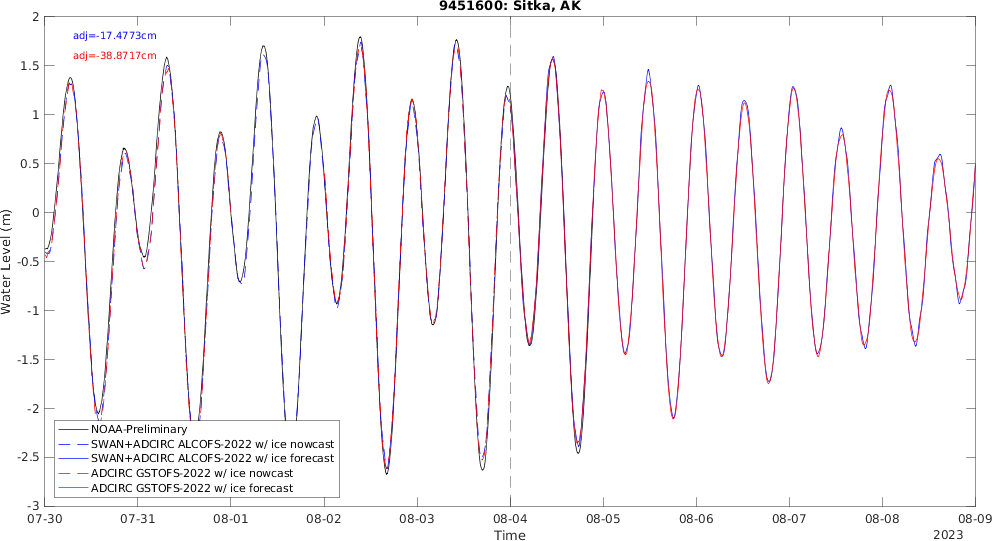 9451600: Sitka, AK
adj=-17.4773cm
adj=-38.8717cm
Water Level (m)
2
1.5
1
0.5
0
-0.5
-1
-1.5
-2
-2.5
-3
NOAA-Preliminary
SWAN+ADCIRC ALCOFS-2022 w/ ice nowcast
SWAN+ADCIRC ALCOFS-2022 w/ ice forecast
ADCIRC GSTOFS-2022 w/ ice nowcast
ADCIRC GSTOFS-2022 w/ ice forecast
07-30 07-31 08-01 08-02 08-03 08-04 08-05 08-06 08-07 08-08 08-09
Time
2023